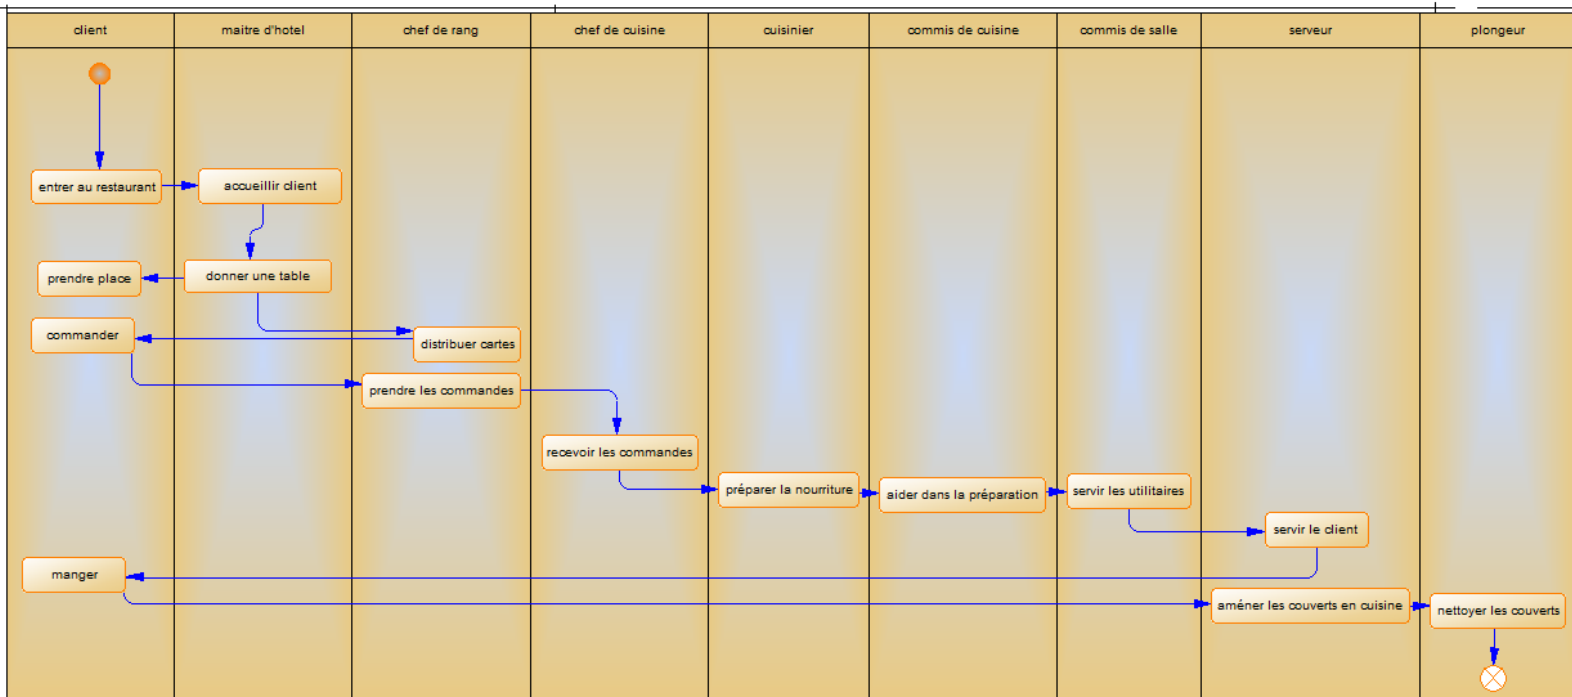 client
maitre d'hotel
chef de rang
chef de cuisine
cuisinier
commis de cuisine
commis de salle
serveur
plongeur
entrer au restaurant
accueillir client
prendre place
donner une table
commander
distribuer cartes
prendre les commandes
recevoir les commandes
préparer la nourriture
aider dans la préparation
servir les utilitaires
servir le client
manger
améner les couverts en cuisine
nettoyer les couverts